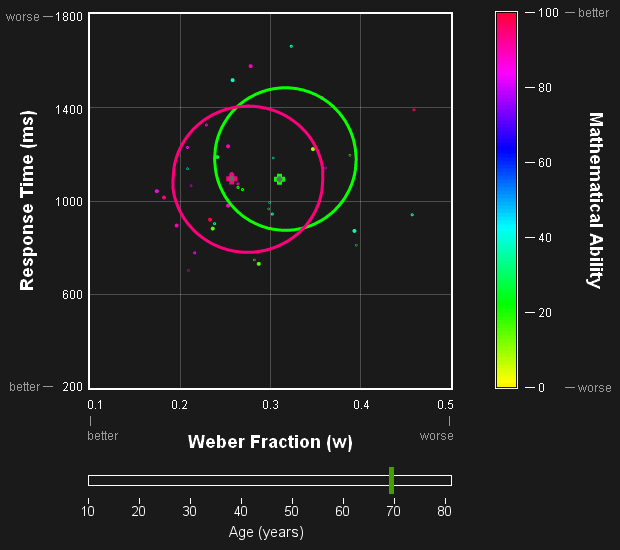 worse
1800
1400
1000
600
200
better
Response Time (ms)
0.1
0.2
0.3
0.4
0.5
better
worse
Weber Fraction (w)
100
better
80
60
40
20
0
worse
Mathematical Ability
10
20
30
40
50
60
70
80
Age (years)